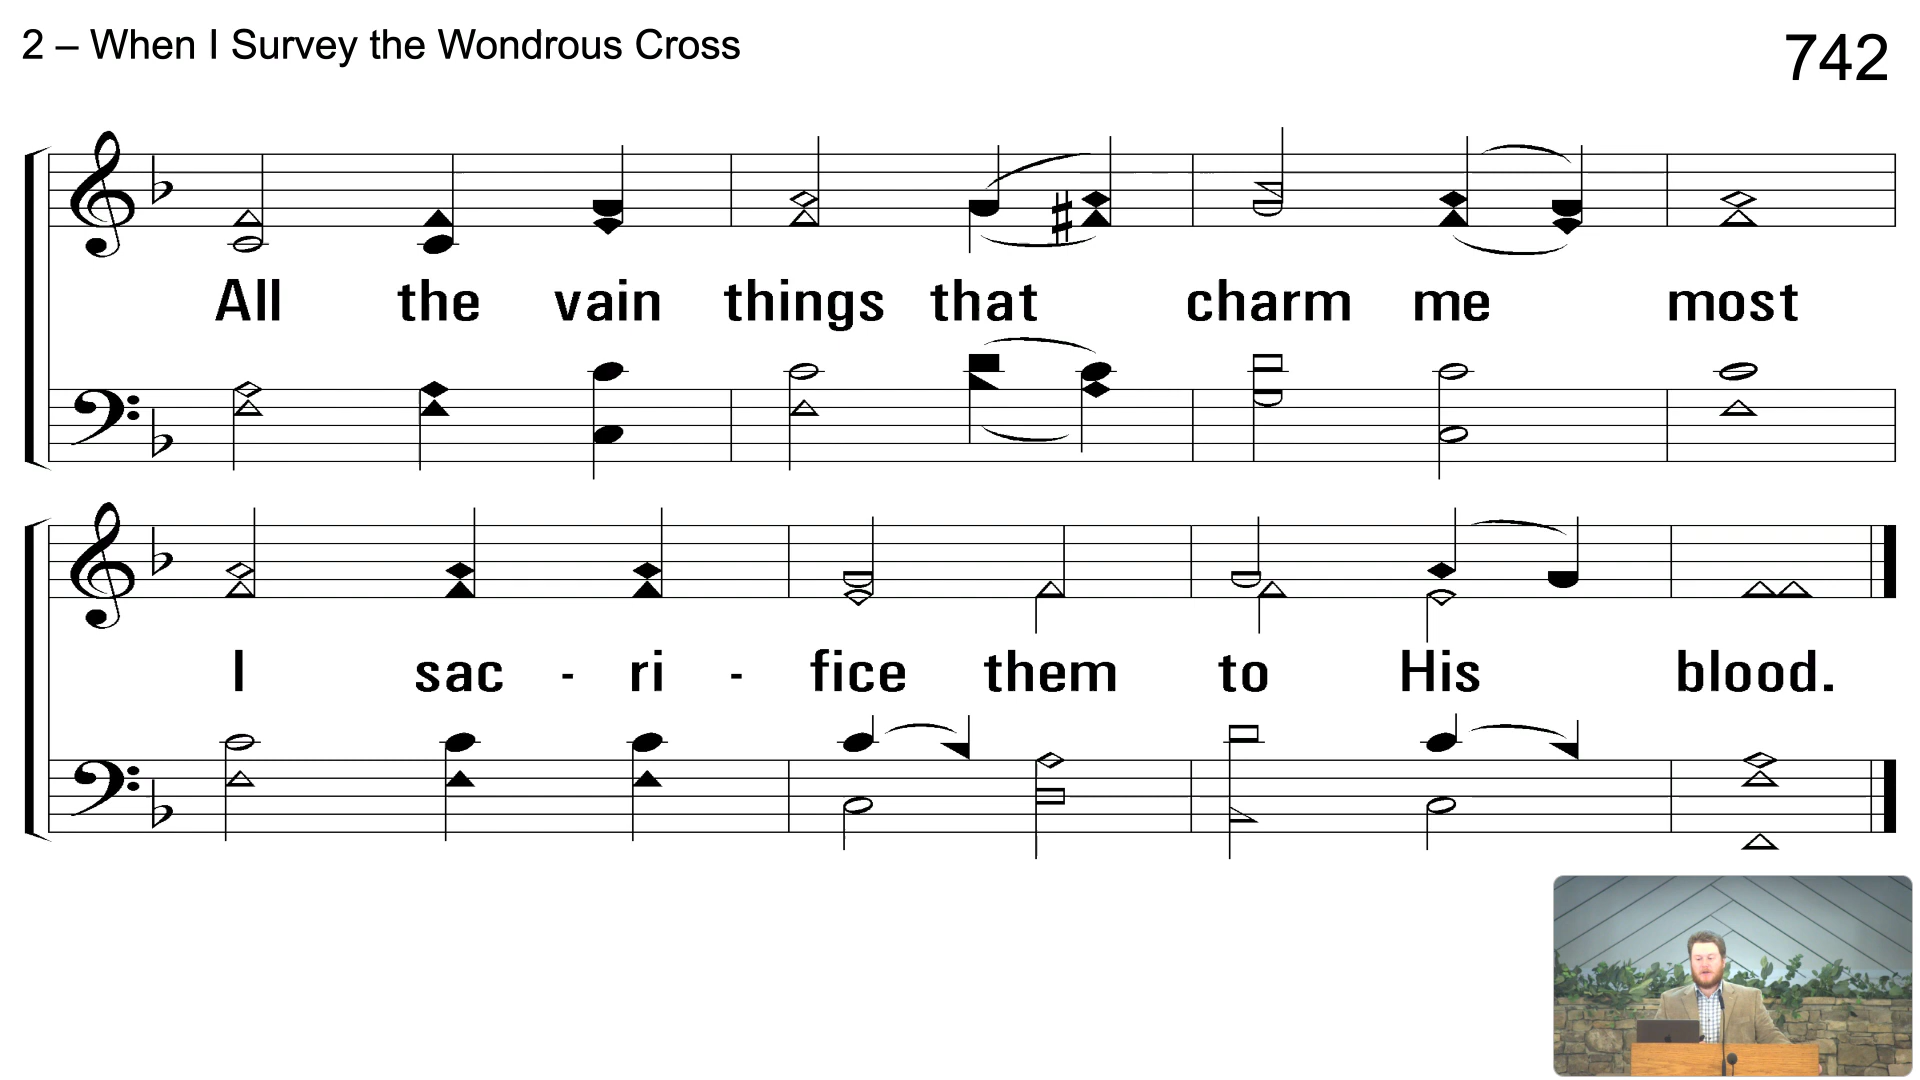 2 – When I Survey the Wondrous Cross
742
All the vain things that charm me most
I sac - ri - fice them to His blood.